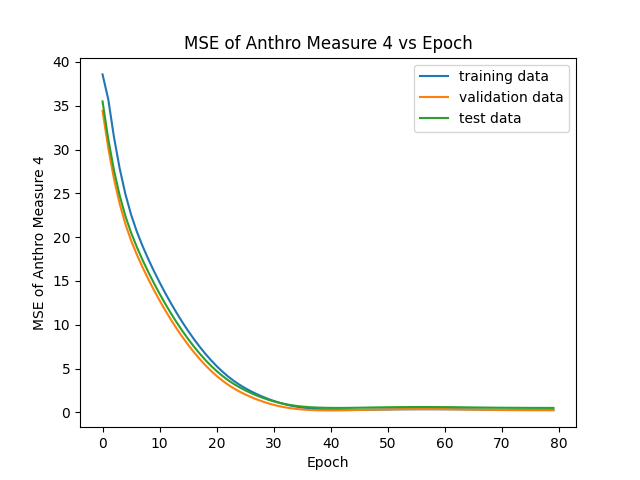 MSE of Anthro Measure 4 vs Epoch
training data
validation data
test data
MSE of Anthro Measure 4
40
35
30
25
20
15
10
5
0
0 10 20 30 40 50 60 70 80
Epoch